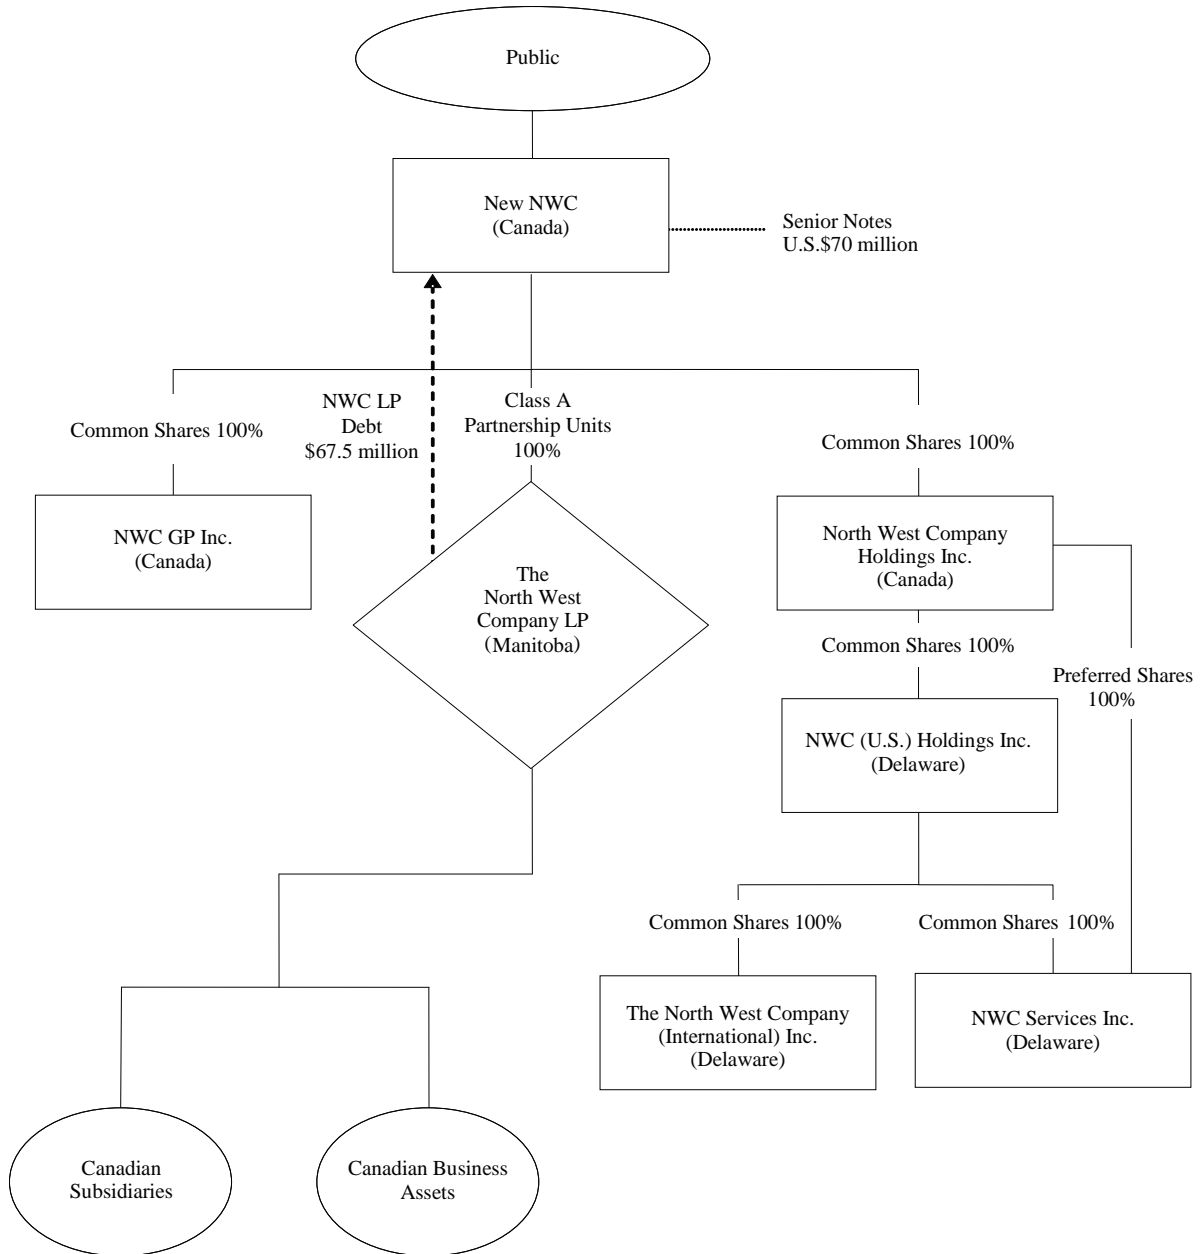 Public
New NWC
(Canada)
Senior Notes
U.S.$70 million
NWC LP
Debt
$67.5 million
Class A
Partnership Units
100%
Common Shares 100%
Common Shares 100%
NWC GP Inc.
(Canada)
The
North West
Company LP
(Manitoba)
North West Company
Holdings Inc.
(Canada)
Common Shares 100%
Preferred Shares
100%
NWC (U.S.) Holdings Inc.
(Delaware)
Common Shares 100%
Common Shares 100%
The North West Company
(International) Inc.
(Delaware)
NWC Services Inc.
(Delaware)
Canadian
Subsidiaries
Canadian Business
Assets